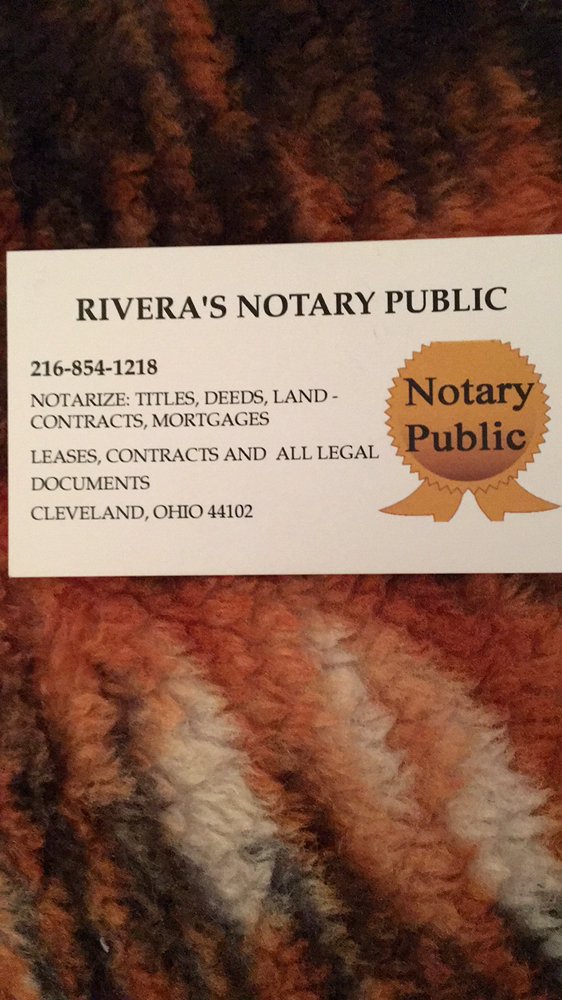 RIVERA'S NOTARY PUBLIC
216-854-1218
NOTARIZE: TITLES, DEEDS, LAND -
CONTRACTS, MORTGAGES
LEASES, CONTRACTS AND  ALL LEGAL
DOCUMENTS
CLEVELAND, OHIO 44102
Notary
Public